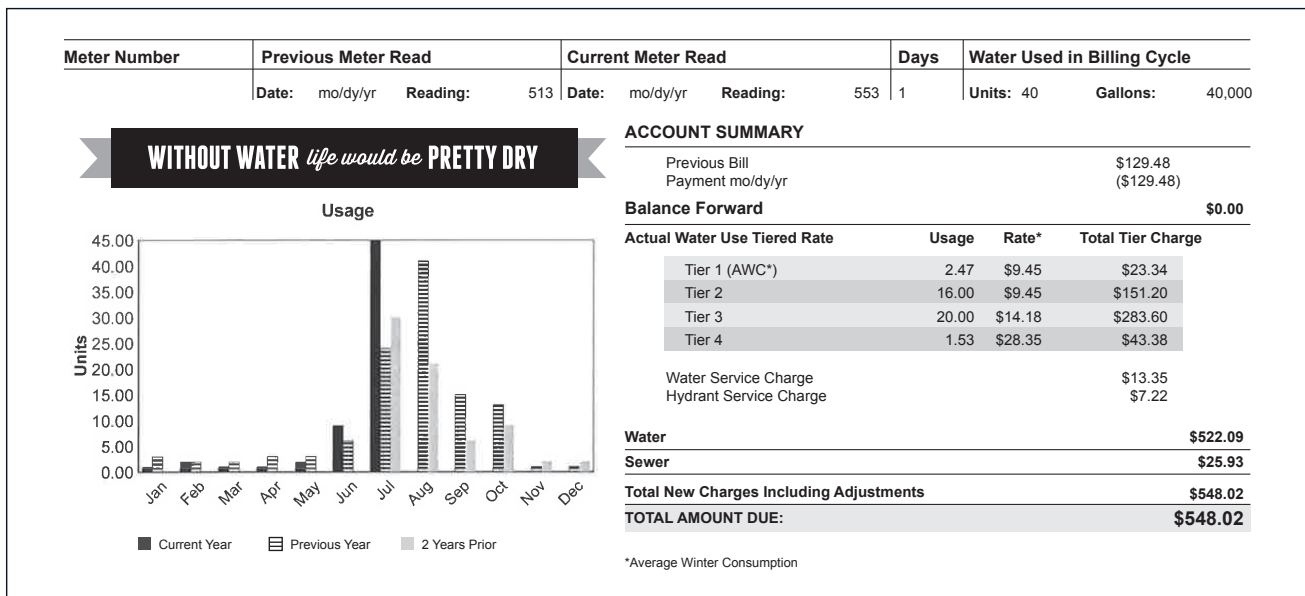 Meter Number Previous Meter Read Current Meter Read Days Water Used in Billing Cycle
Date: mo/dy/yr Reading: 513 Date: mo/dy/yr Reading: 553 1 Units: 40 Gallons: 40,000
WITHOUT WATER life would be PRETTY DRY
Usage
45.00
40.00
35.00
30.00
25.00
20.00
15.00
10.00
5.00
0.00
Units
Jan Feb Mar Apr May Jun Jul Aug Sep Oct Nov Dec
Current Year Previous Year 2 Years Prior
ACCOUNT SUMMARY
Previous Bill $129.48
Payment mo/dy/yr ($129.48)
Balance Forward $0.00
Actual Water Use Tiered Rate Usage Rate* Total Tier Charge
Tier 1 (AWC*) 2.47 $9.45 $23.34
Tier 2 16.00 $9.45 $151.20
Tier 3 20.00 $14.18 $283.60
Tier 4 1.53 $28.35 $43.38
Water Service Charge $13.35
Hydrant Service Charge $7.22
Water $522.09
Sewer $25.93
Total New Charges Including Adjustments $548.02
TOTAL AMOUNT DUE: $548.02
*Average Winter Consumption